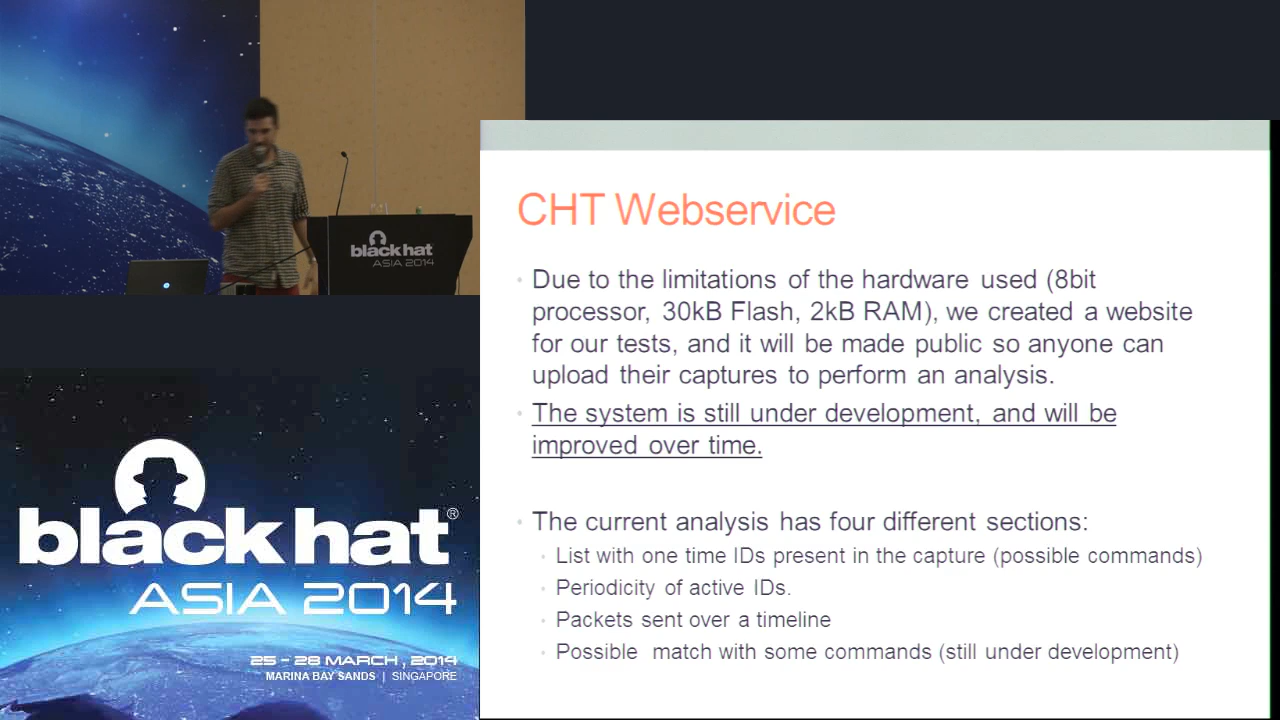 black hat
ASIA 2014
CHT Webservice
Due to the limitations of the hardware used (8bit
processor, 30kB Flash, 2kB RAM), we created a website
for our tests, and it will be made public so anyone can
upload their captures to perform an analysis.
The system is still under development, and will be
improved over time.
The current analysis has four different sections:
List with one time IDs present in the capture (possible commands)
Periodicity of active IDs.
Packets sent over a timeline
Possible match with some commands (still under development)
black hat®
ASIA 2014
25 - 28 MARCH, 2014
MARINA BAY SANDS | SINGAPORE